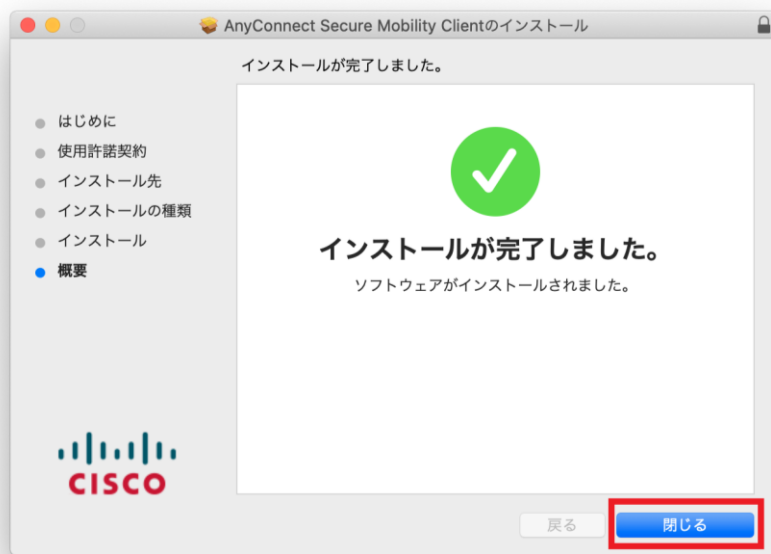 AnyConnect Secure Mobility Clientのインストール
インストールが完了しました。
はじめに
使用許諾契約
インストール先
インストールの種類
インストール
概要
インストールが完了しました。
ソフトウェアがインストールされました。
CISCO
戻る
閉じる